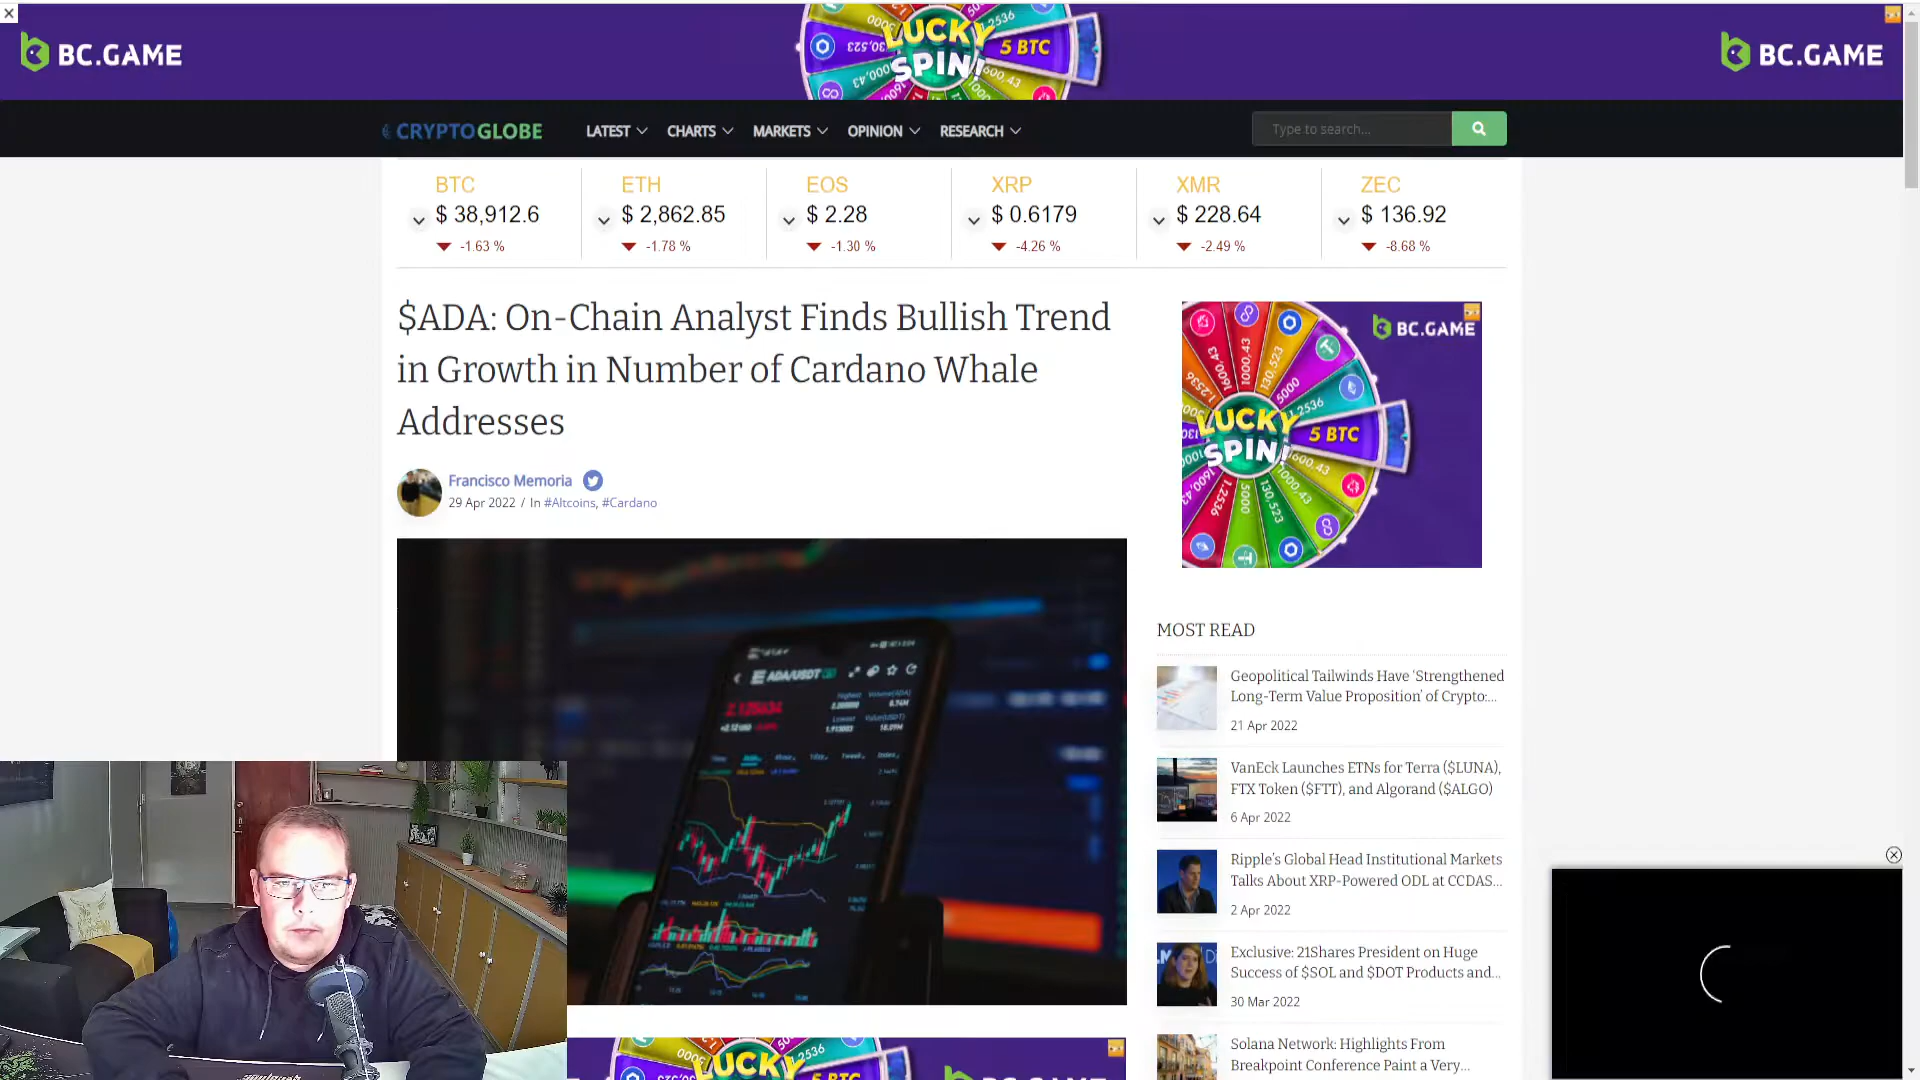 BC.GAME
LUCKY
SPIN!
5 BTC
BC.GAME
CRYPTOGLOBE
LATEST
CHARTS
MARKETS
OPINION
RESEARCH
Type to search...
BTC
$ 38,912.6
-1.63 %
ETH
$ 2,862.85
-1.78 %
EOS
$ 2.28
-1.30 %
XRP
$ 0.6179
-4.26 %
XMR
$ 228.64
-2.49 %
ZEC
$ 136.92
-8.68 %
$ADA: On-Chain Analyst Finds Bullish Trend
in Growth in Number of Cardano Whale
Addresses
Francisco Memoria
29 Apr 2022 / In #Altcoins, #Cardano
ADA/USDT
BC.GAME
LUCKY
SPIN!
5 BTC
MOST READ
Geopolitical Tailwinds Have ‘Strengthened
Long-Term Value Proposition’ of Crypto:...
21 Apr 2022
VanEck Launches ETNs for Terra ($LUNA),
FTX Token ($FTT), and Algorand ($ALGO)
6 Apr 2022
Ripple’s Global Head Institutional Markets
Talks About XRP-Powered ODL at CCDAS...
2 Apr 2022
Exclusive: 21Shares President on Huge
Success of $SOL and $DOT Products and...
30 Mar 2022
Solana Network: Highlights From
Breakpoint Conference Paint a Very...
LUCKY
5 BTC
BC.GAME